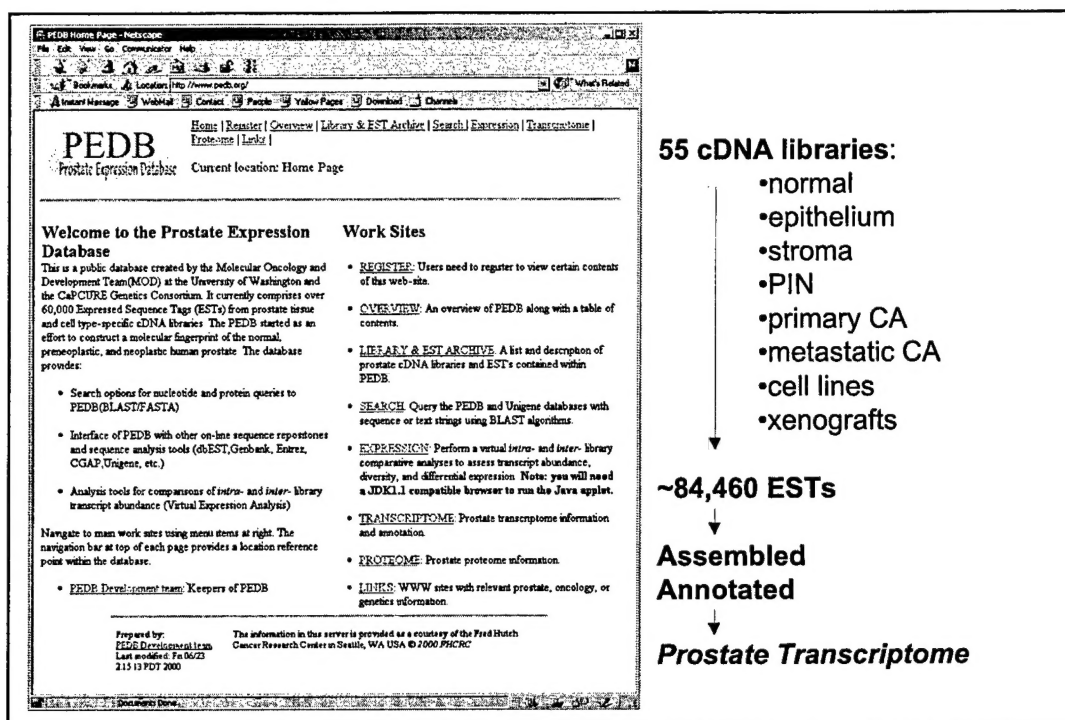 PEDB Home Page - Netscape
File Edit View Go Communicator Help
Bookmarks Location: http://www.pedb.org/ What's Related
Instant Message WebMail Contact People Yellow Pages Download Channels
Home | Register | Overview | Library & EST Archive | Search | Expression | Transcriptome |
Proteome | Links |
PEDB
Prostate Expression Database
Current location: Home Page
Welcome to the Prostate Expression
Database
This is a public database created by the Molecular Oncology and
Development Team(MOD) at the University of Washington and
the CaPCURE Genetics Consortium. It currently comprises over
60,000 Expressed Sequence Tags (ESTs) from prostate tissue
and cell type-specific cDNA libraries. The PEDB started as an
effort to construct a molecular fingerprint of the normal,
preneoplastic, and neoplastic human prostate. The database
provides:
• Search options for nucleotide and protein queries to
PEDB(BLAST/FASTA)
• Interface of PEDB with other on-line sequence repositories
and sequence analysis tools (dbEST,Genbank, Entrez,
CGAP,Unigene, etc.)
• Analysis tools for comparisons of intra- and inter- library
transcript abundance (Virtual Expression Analysis)
Navigate to main work sites using menu items at right. The
navigation bar at top of each page provides a location reference
point within the database.
• PEDB Development team: Keepers of PEDB
Work Sites
• REGISTER: Users need to register to view certain contents
of this web-site.
• OVERVIEW: An overview of PEDB along with a table of
contents.
• LIBRARY & EST ARCHIVE: A list and description of
prostate cDNA libraries and EST's contained within
PEDB.
• SEARCH: Query the PEDB and Unigene databases with
sequence or text strings using BLAST algorithms.
• EXPRESSION: Perform a virtual intra- and inter- library
comparative analyses to assess transcript abundance,
diversity, and differential expression. Note: you will need
a JDK1.1 compatible browser to run the Java applet.
• TRANSCRIPTOME: Prostate transcriptome information
and annotation.
• PROTEOME: Prostate proteome information.
• LINKS: WWW sites with relevant prostate, oncology, or
genetics information.
Prepared by:
PEDB Development team
Last modified: Fri 06/23
2:15:13 PDT 2000
The information in this server is provided as a courtesy of the Fred Hutch
Cancer Research Center in Seattle, WA USA © 2000 FHCRC
Document: Done
55 cDNA libraries:
•normal
•epithelium
•stroma
•PIN
•primary CA
•metastatic CA
•cell lines
•xenografts
~84,460 ESTs
Assembled
Annotated
Prostate Transcriptome